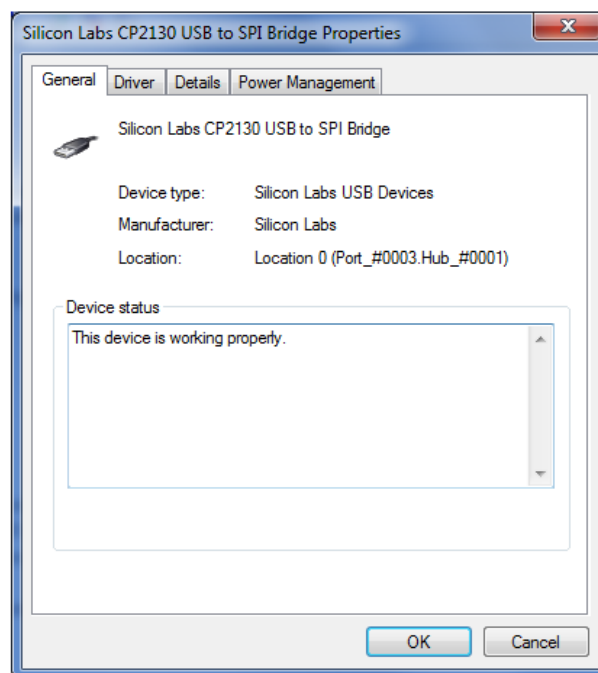 Silicon Labs CP2130 USB to SPI Bridge Properties
General Driver Details Power Management
Silicon Labs CP2130 USB to SPI Bridge
Device type: Silicon Labs USB Devices
Manufacturer: Silicon Labs
Location: Location 0 (Port_#0003.Hub_#0001)
Device status
This device is working properly.
OK Cancel